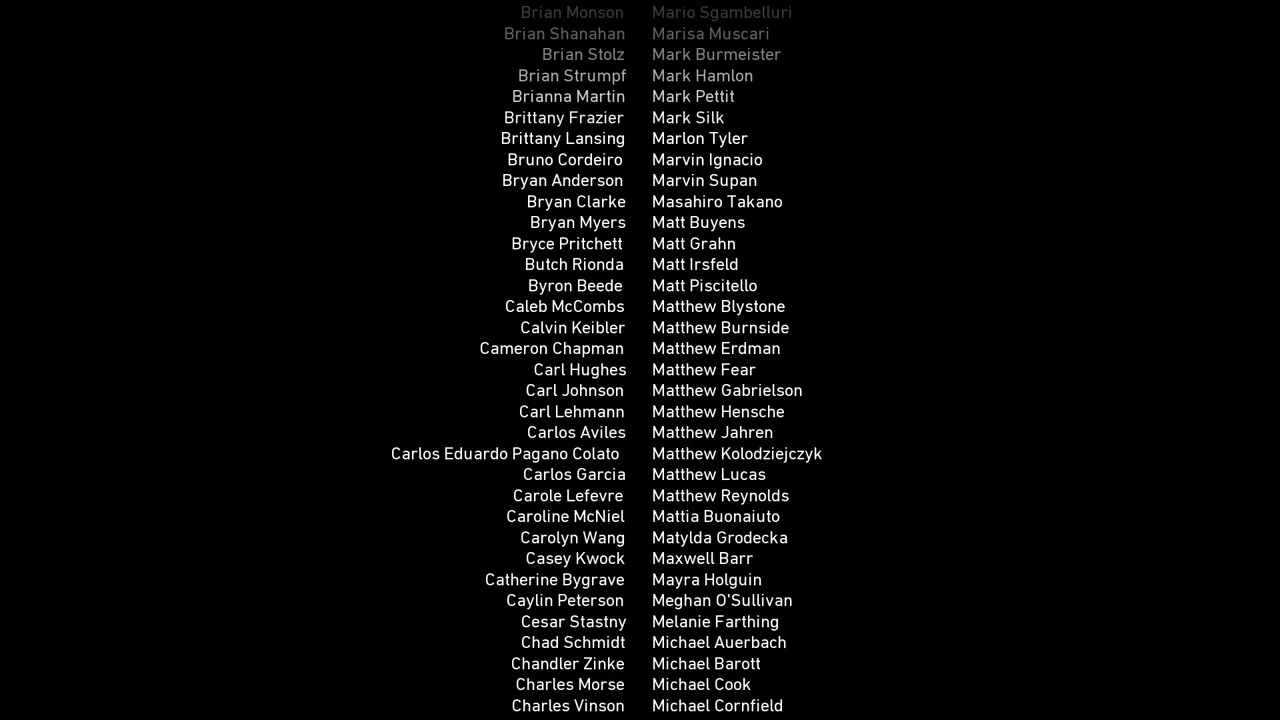 Brian Monson Mario Sgambelluri
Brian Shanahan Marisa Muscari
Brian Stolz Mark Burmeister
Brian Strumpf Mark Hamlon
Brianna Martin Mark Pettit
Brittany Frazier Mark Silk
Brittany Lansing Marlon Tyler
Bruno Cordeiro Marvin Ignacio
Bryan Anderson Marvin Supan
Bryan Clarke Masahiro Takano
Bryan Myers Matt Buyens
Bryce Pritchett Matt Grahn
Butch Rionda Matt Irsfeld
Byron Beede Matt Piscitello
Caleb McCombs Matthew Blystone
Calvin Keibler Matthew Burnside
Cameron Chapman Matthew Erdman
Carl Hughes Matthew Fear
Carl Johnson Matthew Gabrielson
Carl Lehmann Matthew Hensche
Carlos Aviles Matthew Jahren
Carlos Eduardo Pagano Colato Matthew Kolodziejczyk
Carlos Garcia Matthew Lucas
Carole Lefevre Matthew Reynolds
Caroline McNiel Mattia Buonaiuto
Carolyn Wang Matylda Grodecka
Casey Kwock Maxwell Barr
Catherine Bygrave Mayra Holguin
Caylin Peterson Meghan O'Sullivan
Cesar Stastny Melanie Farthing
Chad Schmidt Michael Auerbach
Chandler Zinke Michael Barott
Charles Morse Michael Cook
Charles Vinson Michael Cornfield